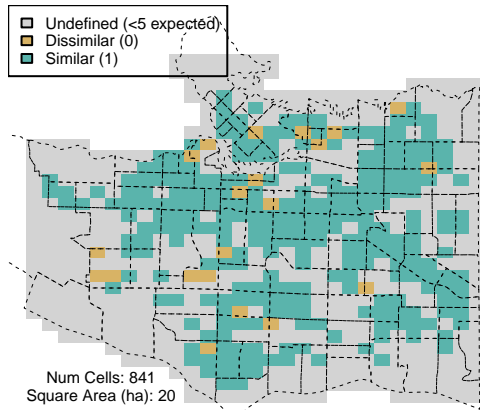 Undefined (<5 expected)
Dissimilar (0)
Similar (1)
Num Cells: 841
Square Area (ha): 20